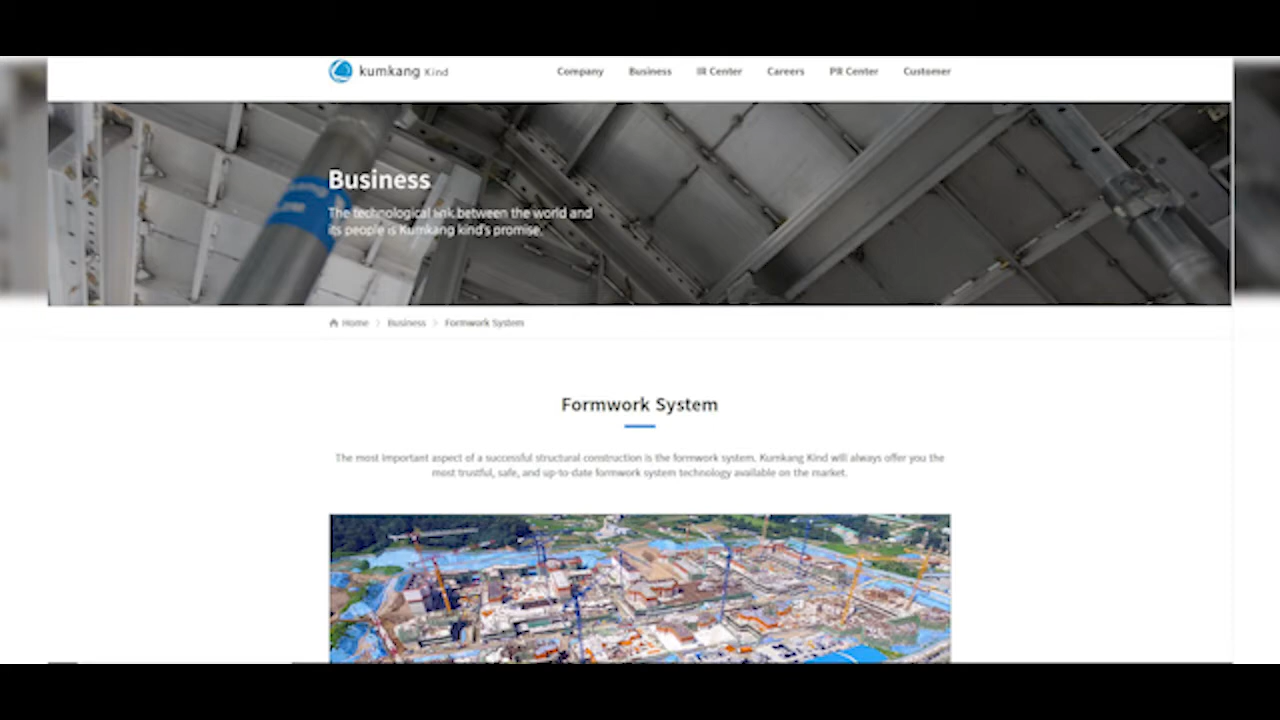 kumkang Kind
Company Business IR Center Careers PR Center Customer
Business
The technological link between the world and
its people is Kumkang kind's promise.
Home > Business > Formwork System
Formwork System
The most important aspect of a successful structural construction is the formwork system. Kumkang Kind will always offer you the
most trustful, safe, and up-to-date formwork system technology available on the market.